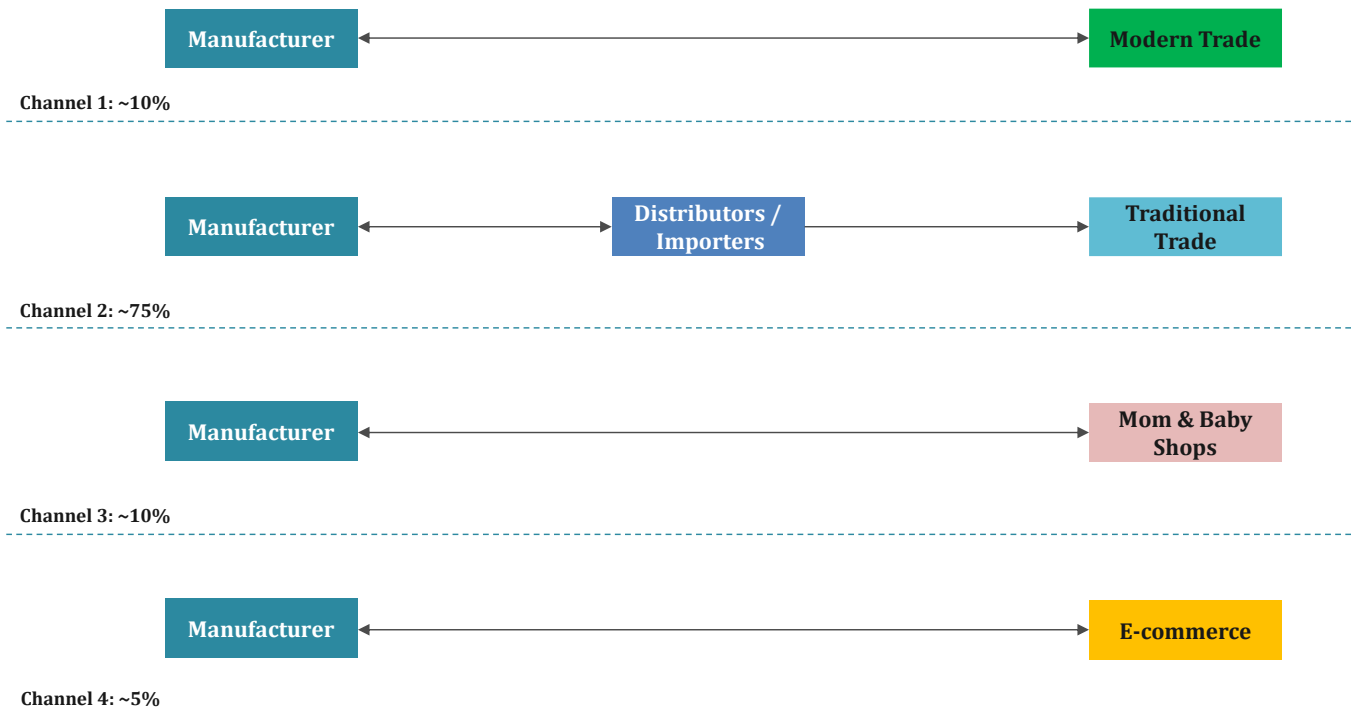 Manufacturer
Modern Trade
Channel 1: ~10%
Manufacturer
Distributors /
Importers
Traditional
Trade
Channel 2: ~75%
Manufacturer
Mom & Baby
Shops
Channel 3: ~10%
Manufacturer
E-commerce
Channel 4: ~5%